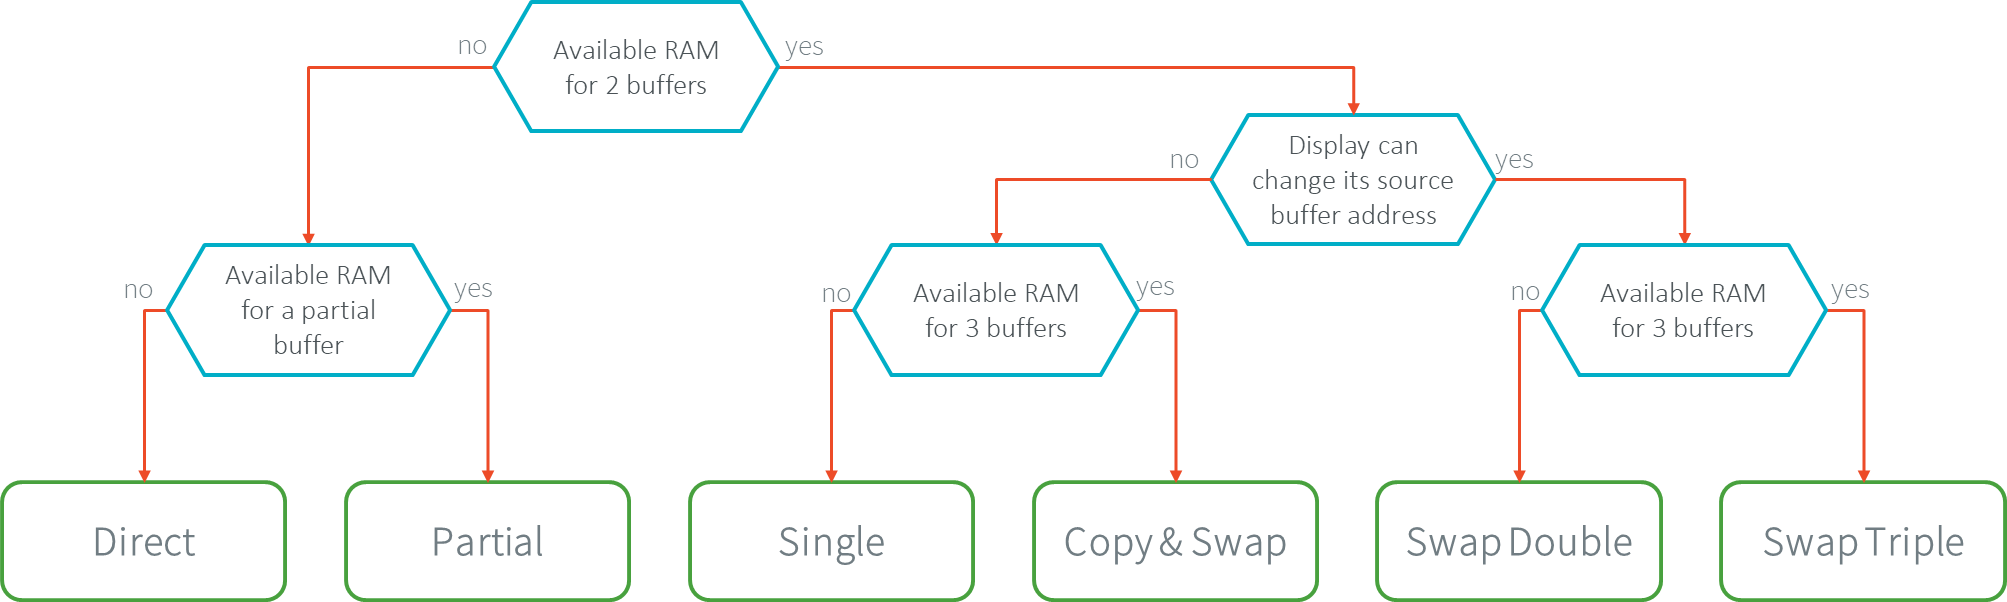 no
Available RAM
for 2 buffers
yes
no
Display can
change its source
buffer address
yes
no
Available RAM
for a partial
buffer
yes
no
Available RAM
for 3 buffers
yes
no
Available RAM
for 3 buffers
yes
Direct
Partial
Single
Copy & Swap
Swap Double
Swap Triple